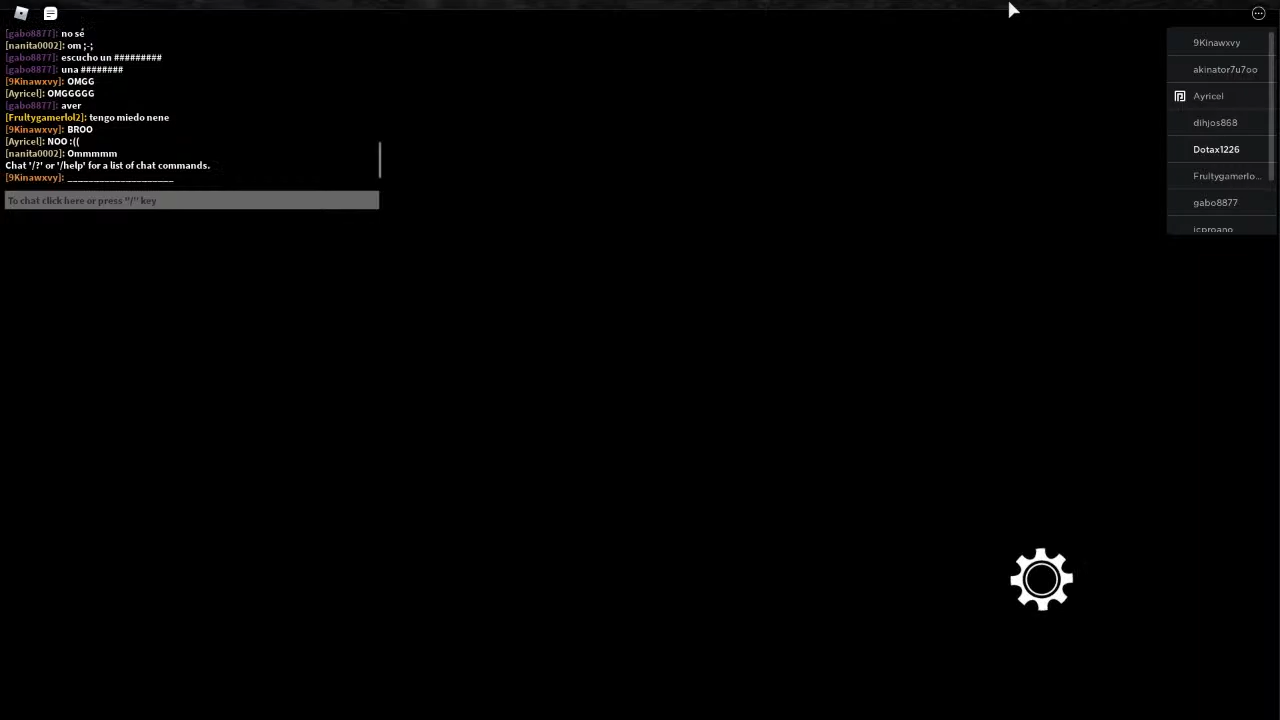 [gabo8877]: no sé
[nanita0002]: om ;-;
[gabo8877]: escucho un #########
[gabo8877]: una ########
[9Kinawxvy]: OMGG
[Ayricel]: OMGGGGG
[gabo8877]: aver
[Fruitygamerlol2]: tengo miedo nene
[9Kinawxvy]: BROO
[Ayricel]: NOO :((
[nanita0002]: Ommmmm
Chat '/?' or '/help' for a list of chat commands.
[9Kinawxvy]: _____________________
To chat click here or press "/" key
9Kinawxvy
akinator7u7oo
Ayricel
dihjos868
Dotax1226
Fruitygamerlo...
gabo8877
jcproano